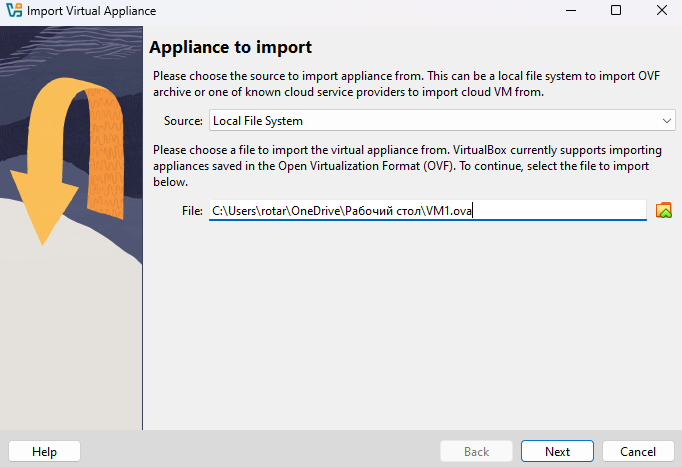 Import Virtual Appliance
Appliance to import
Please choose the source to import appliance from. This can be a local file system to import OVF
archive or one of known cloud service providers to import cloud VM from.
Source: Local File System
Please choose a file to import the virtual appliance from. VirtualBox currently supports importing
appliances saved in the Open Virtualization Format (OVF). To continue, select the file to import
below.
File: C:\Users\rotar\OneDrive\Рабочий стол\VM1.ova
Help Back Next Cancel